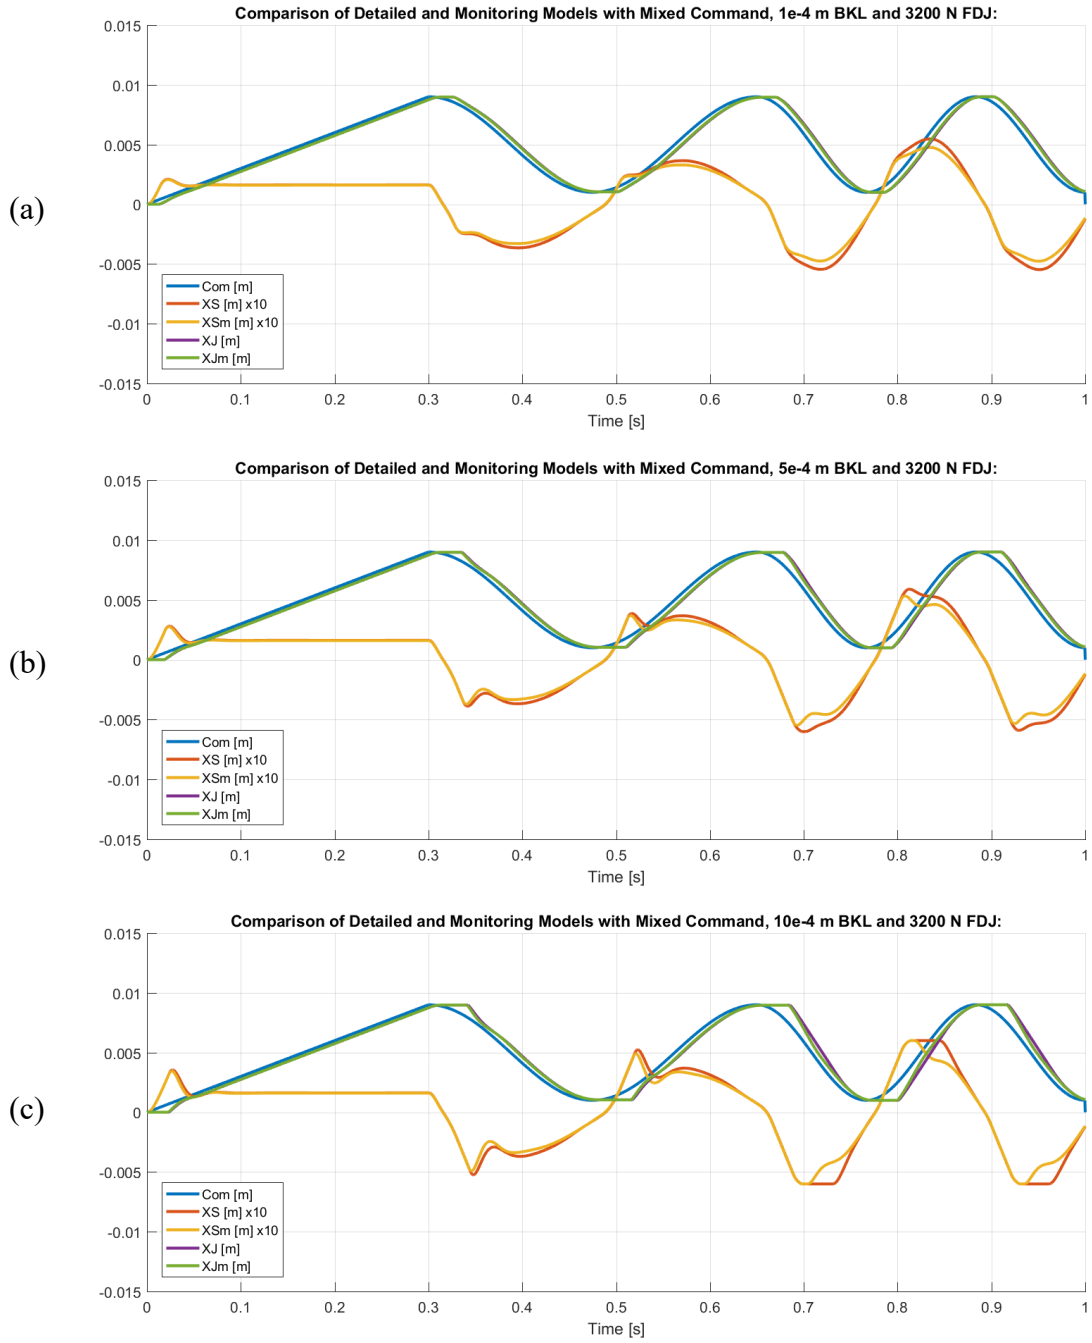 Comparison of Detailed and Monitoring Models with Mixed Command, 1e-4 m BKL and 3200 N FDJ:
0.015
0.01
0.005
(a)
0
-0.005
-0.01
-0.015
Com [m]
XS [m] x10
XSm [m] x10
XJ [m]
XJm [m]
0 0.1 0.2 0.3 0.4 0.5 0.6 0.7 0.8 0.9 1
Time [s]
Comparison of Detailed and Monitoring Models with Mixed Command, 5e-4 m BKL and 3200 N FDJ:
0.015
0.01
0.005
(b)
0
-0.005
-0.01
-0.015
Com [m]
XS [m] x10
XSm [m] x10
XJ [m]
XJm [m]
0 0.1 0.2 0.3 0.4 0.5 0.6 0.7 0.8 0.9 1
Time [s]
Comparison of Detailed and Monitoring Models with Mixed Command, 10e-4 m BKL and 3200 N FDJ:
0.015
0.01
0.005
(c)
0
-0.005
-0.01
-0.015
Com [m]
XS [m] x10
XSm [m] x10
XJ [m]
XJm [m]
0 0.1 0.2 0.3 0.4 0.5 0.6 0.7 0.8 0.9 1
Time [s]